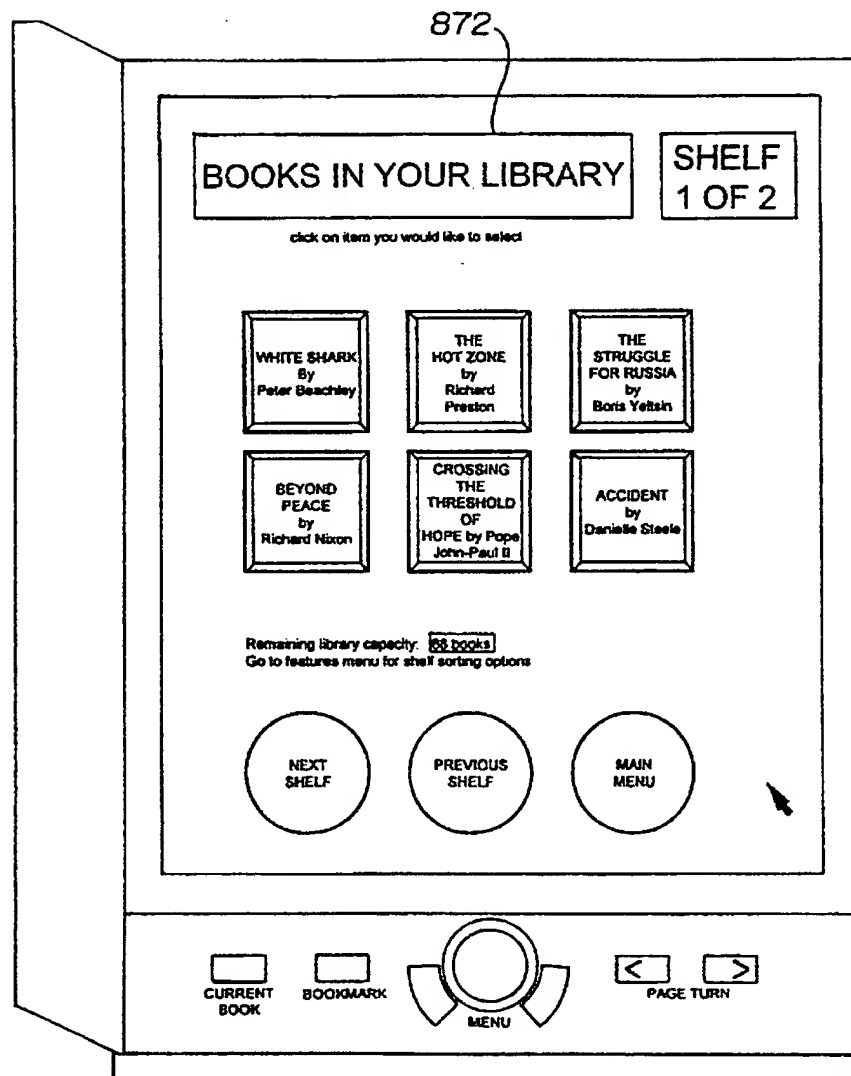 872
BOOKS IN YOUR LIBRARY
SHELF
1 OF 2
click on item you would like to select
WHITE SHARK
By
Peter Beachley
THE
HOT ZONE
by
Richard
Preston
THE
STRUGGLE
FOR RUSSIA
by
Boris Yeltsin
BEYOND
PEACE
by
Richard Nixon
CROSSING
THE
THRESHOLD
OF
HOPE by Pope
John-Paul II
ACCIDENT
by
Danielle Steele
Remaining library capacity: books
Go to features menu for shelf sorting options
NEXT
SHELF
PREVIOUS
SHELF
MAIN
MENU
CURRENT
BOOK
BOOKMARK
MENU
< >
PAGE TURN